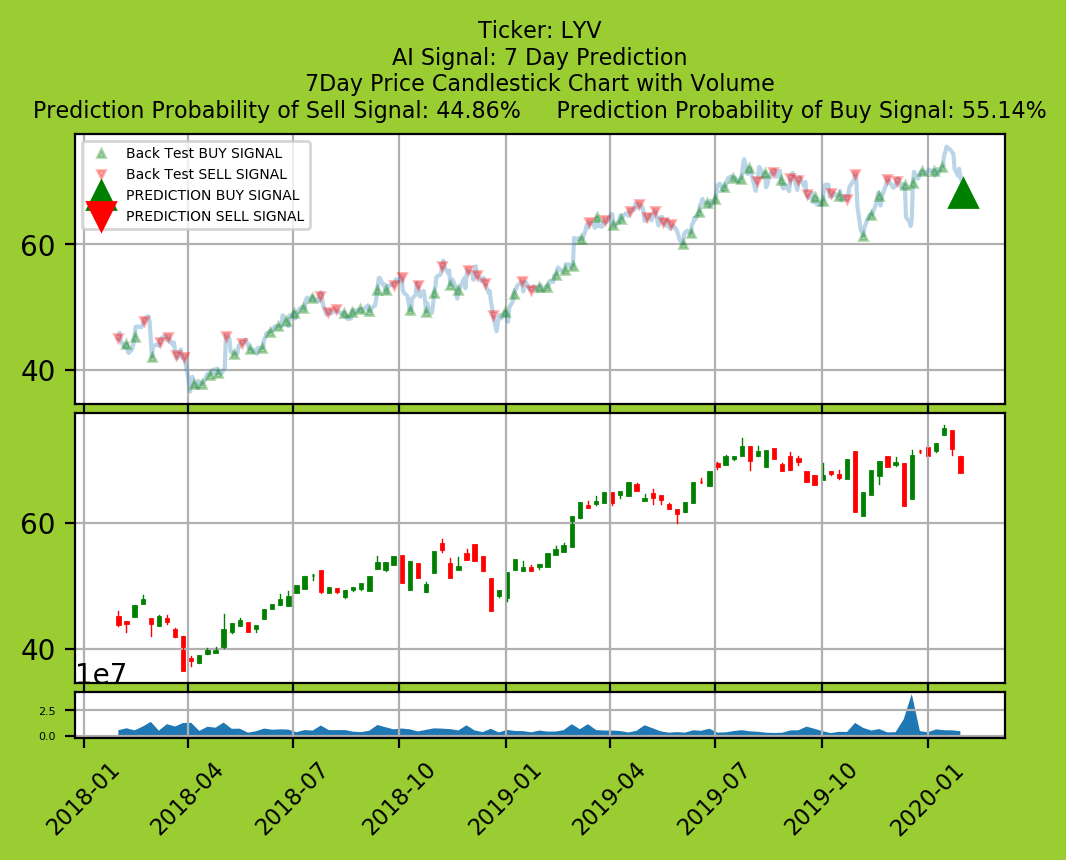 Ticker: LYV
AI Signal: 7 Day Prediction
7Day Price Candlestick Chart with Volume
Prediction Probability of Sell Signal: 44.86%     Prediction Probability of Buy Signal: 55.14%
Back Test BUY SIGNAL
Back Test SELL SIGNAL
PREDICTION BUY SIGNAL
PREDICTION SELL SIGNAL
60
40
60
40
1e7
2.5
0.0
2018-01
2018-04
2018-07
2018-10
2019-01
2019-04
2019-07
2019-10
2020-01